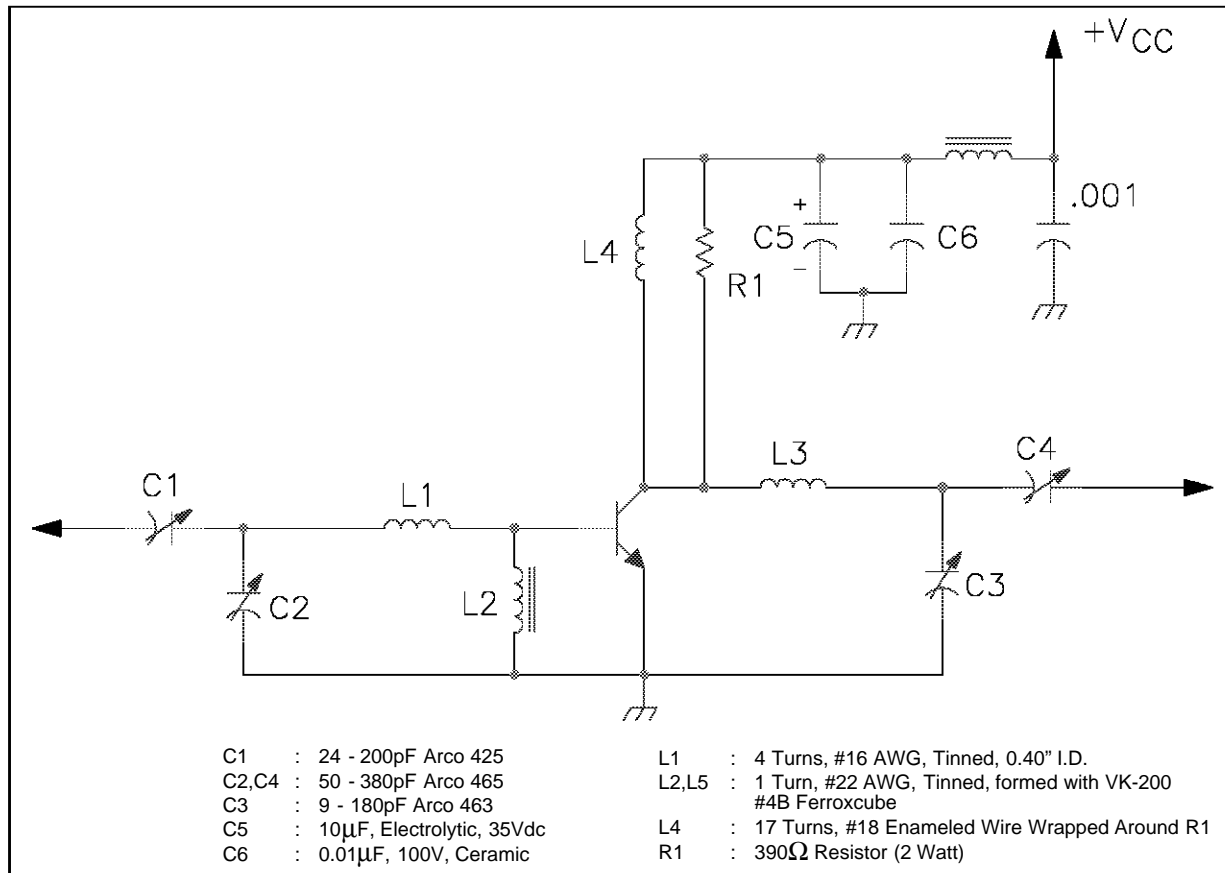 +VCC
.001
L4
R1
+
C5
-
C6
C1
L1
L3
C4
C2
L2
C3
C1 : 24 - 200pF Arco 425
C2,C4 : 50 - 380pF Arco 465
C3 : 9 - 180pF Arco 463
C5 : 10μF, Electrolytic, 35Vdc
C6 : 0.01μF, 100V, Ceramic
L1 : 4 Turns, #16 AWG, Tinned, 0.40” I.D.
L2,L5 : 1 Turn, #22 AWG, Tinned, formed with VK-200
#4B Ferroxcube
L4 : 17 Turns, #18 Enameled Wire Wrapped Around R1
R1 : 390Ω Resistor (2 Watt)